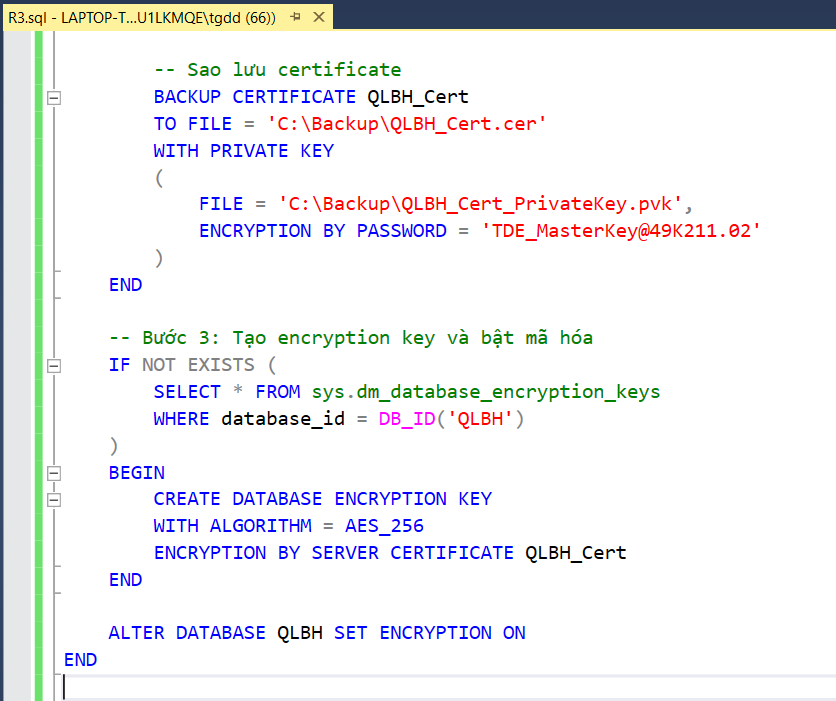 R3.sql - LAPTOP-T...U1LKMQE\tgdd (66))
-- Sao lưu certificate
BACKUP CERTIFICATE QLBH_Cert
TO FILE = 'C:\Backup\QLBH_Cert.cer'
WITH PRIVATE KEY
(
FILE = 'C:\Backup\QLBH_Cert_PrivateKey.pvk',
ENCRYPTION BY PASSWORD = 'TDE_MasterKey@49K211.02'
)
END
-- Bước 3: Tạo encryption key và bật mã hóa
IF NOT EXISTS (
SELECT * FROM sys.dm_database_encryption_keys
WHERE database_id = DB_ID('QLBH')
)
BEGIN
CREATE DATABASE ENCRYPTION KEY
WITH ALGORITHM = AES_256
ENCRYPTION BY SERVER CERTIFICATE QLBH_Cert
END
ALTER DATABASE QLBH SET ENCRYPTION ON
END